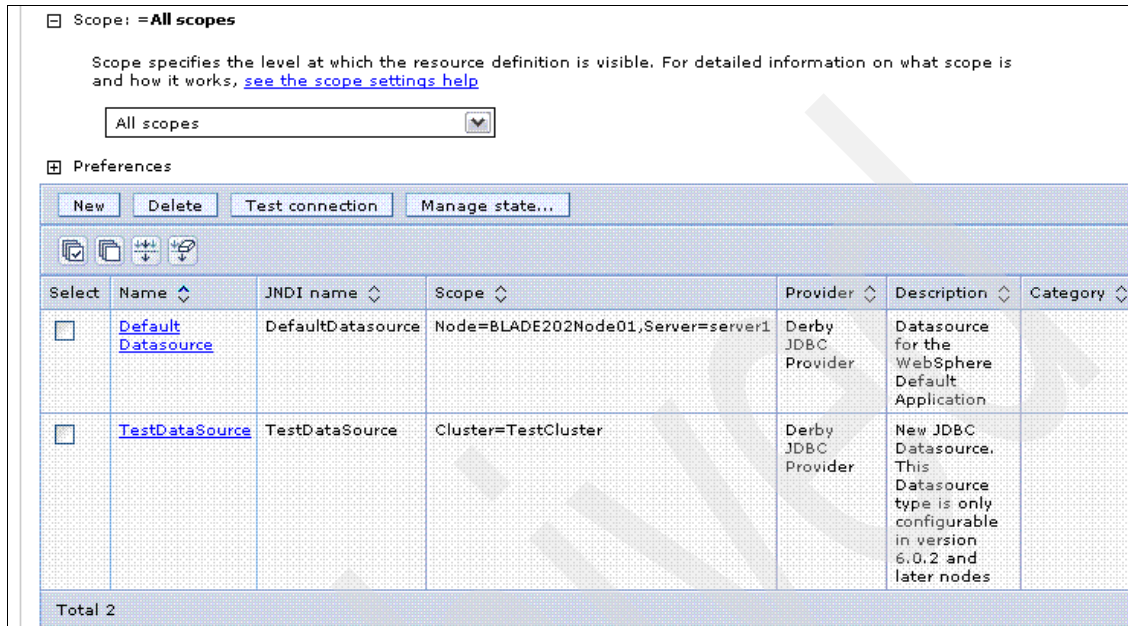 Scope: =All scopes
Scope specifies the level at which the resource definition is visible. For detailed information on what scope is
and how it works, see the scope settings help
All scopes
Preferences
New Delete Test connection Manage state...
Select Name JNDI name Scope Provider Description Category
Default
Datasource
DefaultDatasource
Node=BLADE202Node01,Server=server1
Derby
JDBC
Provider
Datasource
for the
WebSphere
Default
Application
TestDataSource
TestDataSource
Cluster=TestCluster
Derby
JDBC
Provider
New JDBC
Datasource.
This
Datasource
type is only
configurable
in version
6.0.2 and
later nodes
Total 2